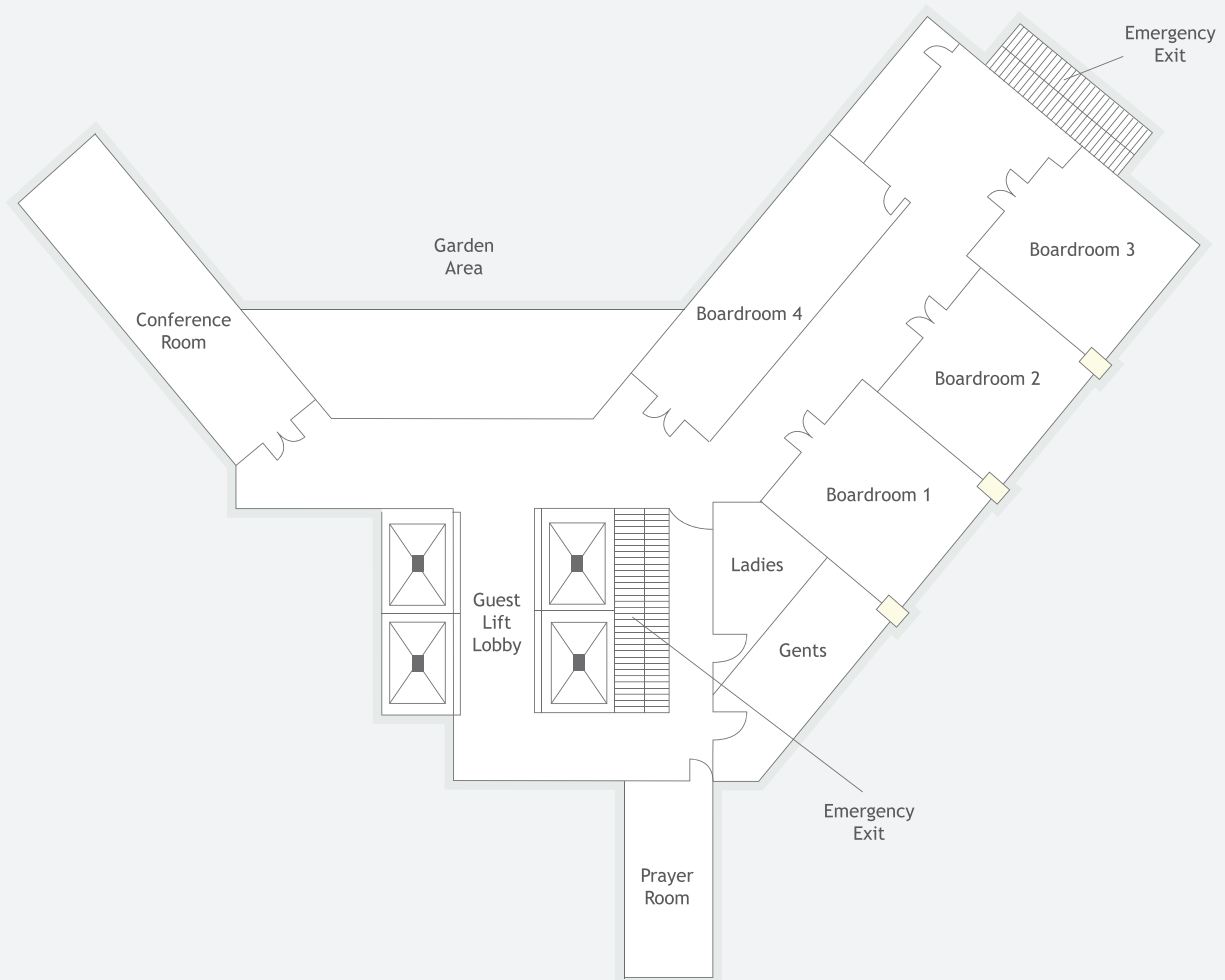 Emergency
Exit
Garden
Area
Boardroom 3
Conference
Room
Boardroom 4
Boardroom 2
Boardroom 1
Ladies
Guest
Lift
Lobby
Gents
Emergency
Exit
Prayer
Room